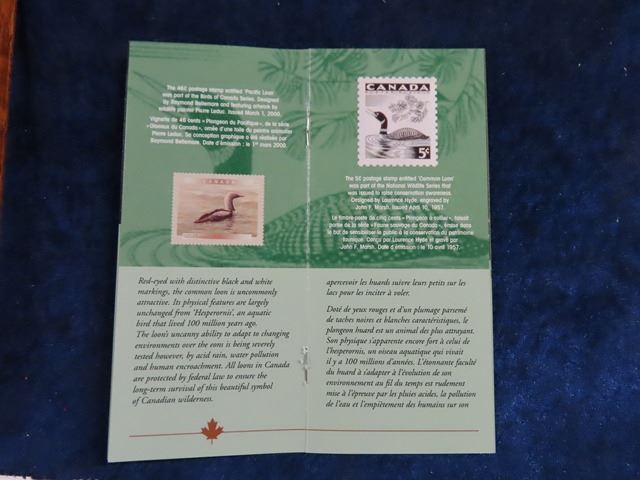 The 46¢ postage stamp entitled 'Pacific Loon'
was part of the Birds of Canada Series. Designed
by Raymond Bellemare and featuring artwork by
wildlife painter Pierre Leduc. Issued March 1, 2000.
Vignette de 46 cents « Plongeon du Pacifique », de la série
« Oiseaux du Canada », ornée d'une toile du peintre animalier
Pierre Leduc. Sa conception graphique a été réalisée par
Raymond Bellemare. Date d'émission : le 1er mars 2000.
CANADA
Red-eyed with distinctive black and white
markings, the common loon is uncommonly
attractive. Its physical features are largely
unchanged from 'Hesperornis', an aquatic
bird that lived 100 million years ago.
The loon's uncanny ability to adapt to changing
environments over the eons is being severely
tested however, by acid rain, water pollution
and human encroachment. All loons in Canada
are protected by federal law to ensure the
long-term survival of this beautiful symbol
of Canadian wilderness.
CANADA
5¢
The 5¢ postage stamp entitled 'Common Loon'
was part of the National Wildlife Series that
was issued to raise conservation awareness.
Designed by Laurence Hyde, engraved by
John F. Marsh. Issued April 10, 1957.
Le timbre-poste de cinq cents « Plongeon à collier », faisait
partie de la série « Faune sauvage du Canada », émise dans
le but de sensibiliser le public à la conservation du patrimoine
faunique. Conçu par Laurence Hyde et gravé par
John F. Marsh. Date d'émission : le 10 avril 1957.
apercevoir les huards suivre leurs petits sur les
lacs pour les inciter à voler.
Doté de yeux rouges et d'un plumage parsemé
de taches noires et blanches caractéristiques, le
plongeon huard est un animal des plus attrayant.
Son physique s'apparente encore fort à celui de
l'hesperornis, un oiseau aquatique qui vivait
il y a 100 millions d'années. L'étonnante faculté
du huard à s'adapter à l'évolution de son
environnement au fil du temps est rudement
mise à l'épreuve par les pluies acides, la pollution
de l'eau et l'empiètement des humains sur son